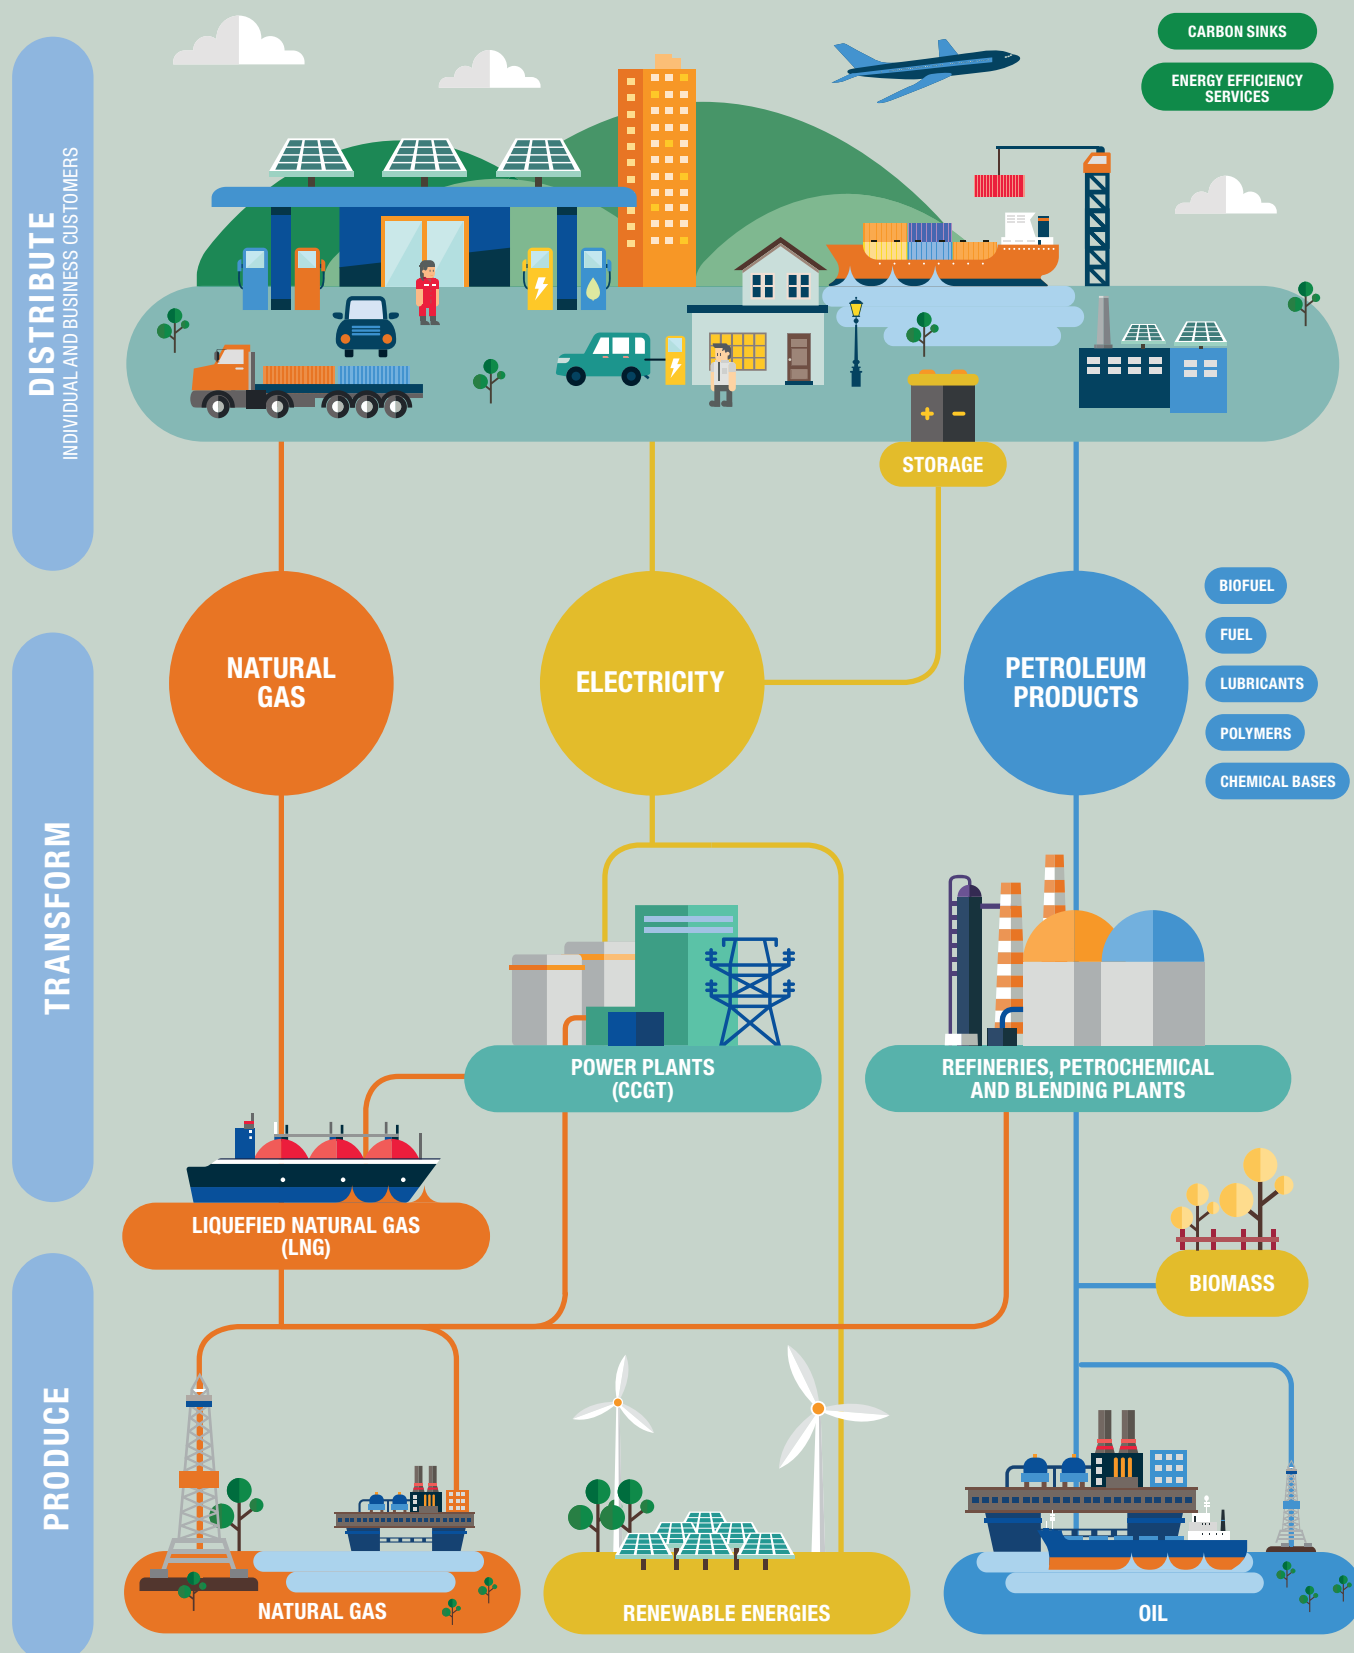 CARBON SINKS
ENERGY EFFICIENCY
SERVICES
DISTRIBUTE
INDIVIDUAL AND BUSINESS CUSTOMERS
STORAGE
NATURAL
GAS
ELECTRICITY
PETROLEUM
PRODUCTS
BIOFUEL
FUEL
LUBRICANTS
POLYMERS
CHEMICAL BASES
TRANSFORM
POWER PLANTS
(CCGT)
REFINERIES, PETROCHEMICAL
AND BLENDING PLANTS
LIQUEFIED NATURAL GAS
(LNG)
BIOMASS
PRODUCE
NATURAL GAS
RENEWABLE ENERGIES
OIL